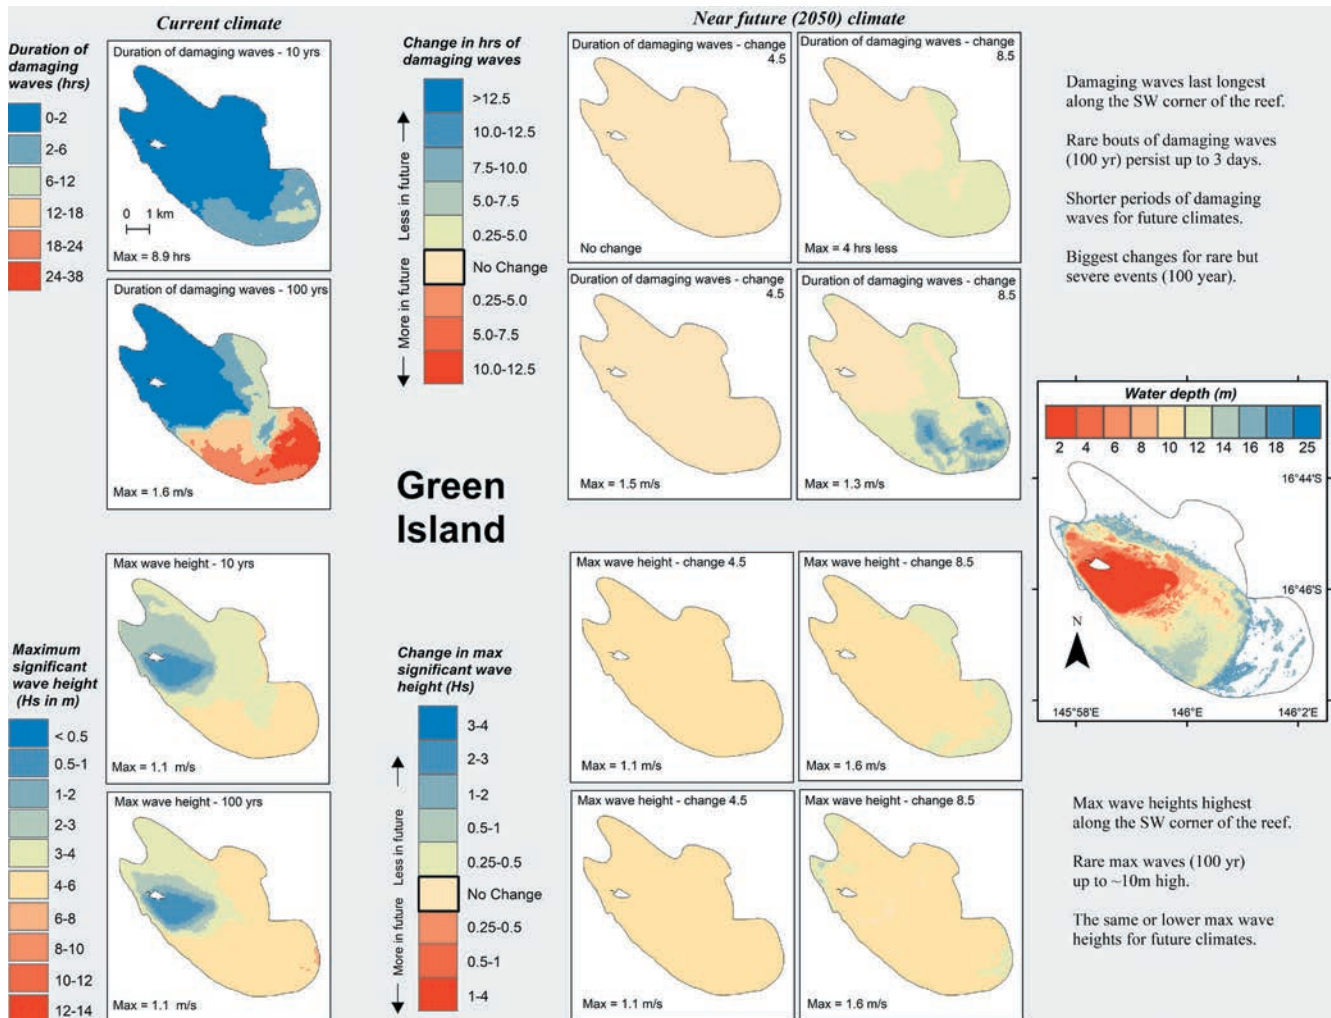 Current climate
Near future (2050) climate
Duration of
damaging
waves (hrs)
0-2
2-6
6-12
12-18
18-24
24-38
Duration of damaging waves - 10 yrs
0 1 km
Max = 8.9 hrs
Duration of damaging waves - 100 yrs
Max = 1.6 m/s
Change in hrs of
damaging waves
>12.5
10.0-12.5
7.5-10.0
5.0-7.5
0.25-5.0
No Change
0.25-5.0
5.0-7.5
10.0-12.5
Less in future
More in future
Duration of damaging waves - change
4.5
No change
Duration of damaging waves - change
8.5
Max = 4 hrs less
Duration of damaging waves - change
4.5
Max = 1.5 m/s
Duration of damaging waves - change
8.5
Max = 1.3 m/s
Damaging waves last longest
along the SW corner of the reef.
Rare bouts of damaging waves
(100 yr) persist up to 3 days.
Shorter periods of damaging
waves for future climates.
Biggest changes for rare but
severe events (100 year).
Green
Island
Water depth (m)
2 4 6 8 10 12 14 16 18 25
16°44'S
16°46'S
N
145°58'E 146°E 146°2'E
Maximum
significant
wave height
(Hs in m)
< 0.5
0.5-1
1-2
2-3
3-4
4-6
6-8
8-10
10-12
12-14
Max wave height - 10 yrs
Max = 1.1 m/s
Max wave height - 100 yrs
Max = 1.1 m/s
Change in max
significant wave
height (Hs)
3-4
2-3
1-2
0.5-1
0.25-0.5
No Change
0.25-0.5
0.5-1
1-4
Less in future
More in future
Max wave height - change 4.5
Max = 1.1 m/s
Max wave height - change 8.5
Max = 1.6 m/s
Max wave height - change 4.5
Max = 1.1 m/s
Max wave height - change 8.5
Max = 1.6 m/s
Max wave heights highest
along the SW corner of the reef.
Rare max waves (100 yr)
up to ~10m high.
The same or lower max wave
heights for future climates.